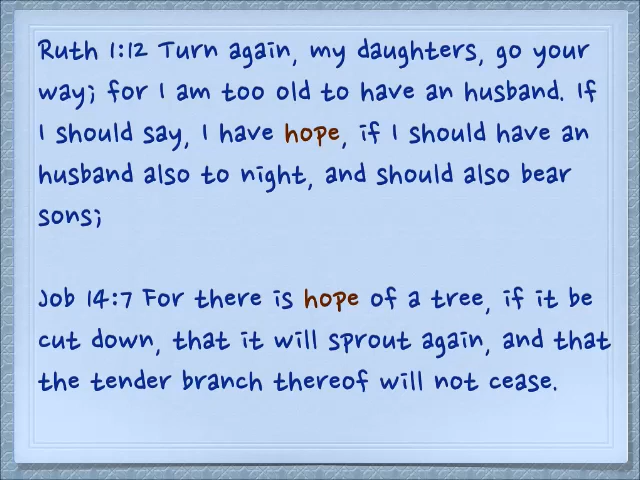 Ruth 1:12 Turn again, my daughters, go your
way; for I am too old to have an husband. If
I should say, I have hope, if I should have an
husband also to night, and should also bear
sons;
Job 14:7 For there is hope of a tree, if it be
cut down, that it will sprout again, and that
the tender branch thereof will not cease.